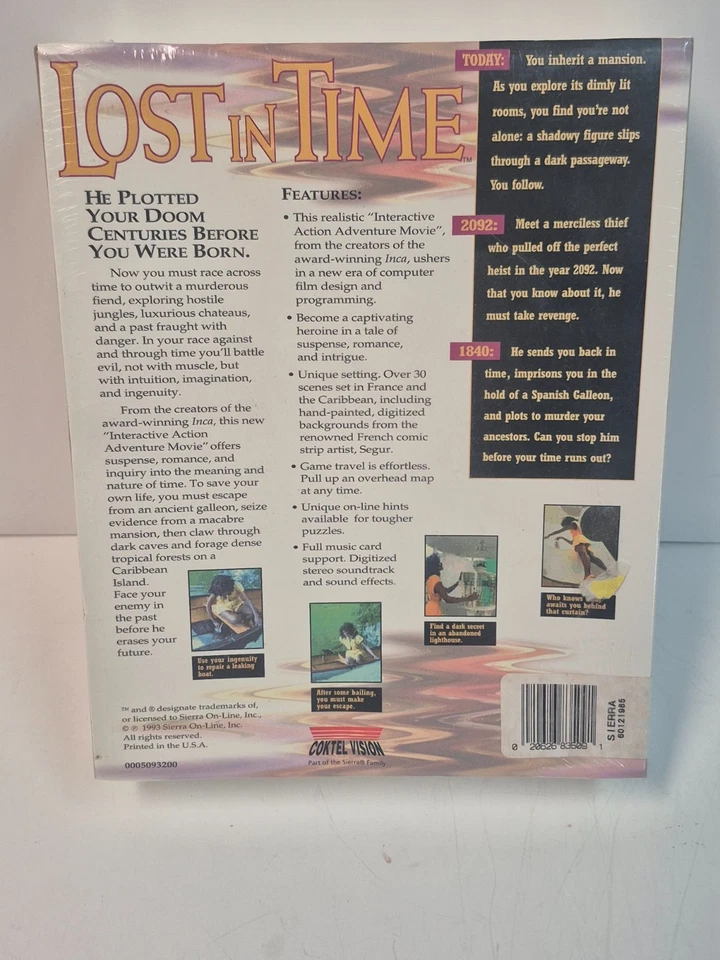 LOST IN TIME™
HE PLOTTED
YOUR DOOM
CENTURIES BEFORE
YOU WERE BORN.
Now you must race across
time to outwit a murderous
fiend, exploring hostile
jungles, luxurious chateaus,
and a past fraught with
danger. In your race against
and through time you'll battle
evil, not with muscle, but
with intuition, imagination,
and ingenuity.
From the creators of the
award-winning Inca, this new
"Interactive Action
Adventure Movie" offers
suspense, romance, and
inquiry into the meaning and
nature of time. To save your
own life, you must escape
from an ancient galleon, seize
evidence from a macabre
mansion, then claw through
dark caves and forage dense
tropical forests on a
Caribbean
Island.
Face your
enemy in
the past
before he
erases your
future.
FEATURES:
• This realistic "Interactive
Action Adventure Movie",
from the creators of the
award-winning Inca, ushers
in a new era of computer
film design and
programming.
• Become a captivating
heroine in a tale of
suspense, romance,
and intrigue.
• Unique setting. Over 30
scenes set in France and
the Caribbean, including
hand-painted, digitized
backgrounds from the
renowned French comic
strip artist, Segur.
• Game travel is effortless.
Pull up an overhead map
at any time.
• Unique on-line hints
available for tougher
puzzles.
• Full music card
support. Digitized
stereo soundtrack
and sound effects.
TODAY: You inherit a mansion.
As you explore its dimly lit
rooms, you find you're not
alone: a shadowy figure slips
through a dark passageway.
You follow.
2092: Meet a merciless thief
who pulled off the perfect
heist in the year 2092. Now
that you know about it, he
must take revenge.
1840: He sends you back in
time, imprisons you in the
hold of a Spanish Galleon,
and plots to murder your
ancestors. Can you stop him
before your time runs out?
Use your ingenuity
to repair a leaking
boat.
After some bailing,
you must make
your escape.
Find a dark secret
in an abandoned
lighthouse.
Who knows
awaits you behind
that curtain?
™ and ® designate trademarks of,
or licensed to Sierra On-Line, Inc.,
© ℗ 1993 Sierra On-Line, Inc.
All rights reserved.
Printed in the U.S.A.
0005093200
COKTEL VISION
Part of the Sierra® Family
0 20626 83609 1
SIERRA
60121985